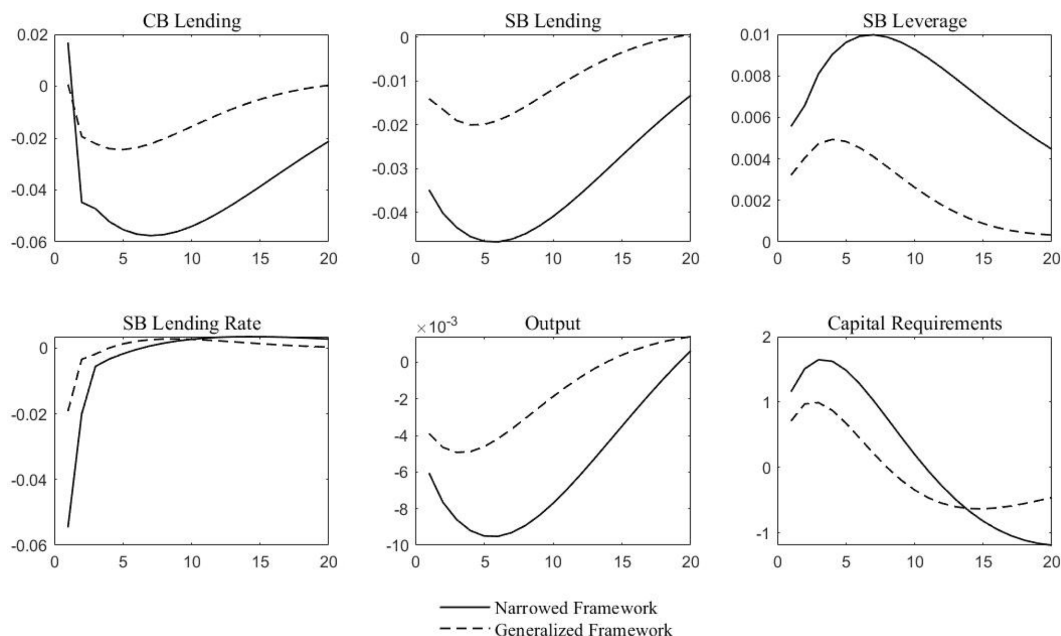 CB Lending
0.02
0
-0.02
-0.04
-0.06
0 5 10 15 20
SB Lending
0
-0.01
-0.02
-0.03
-0.04
0 5 10 15 20
SB Leverage
0.01
0.008
0.006
0.004
0.002
0
0 5 10 15 20
SB Lending Rate
0
-0.02
-0.04
-0.06
0 5 10 15 20
×10⁻³ Output
0
-2
-4
-6
-8
-10
0 5 10 15 20
Capital Requirements
2
1
0
-1
0 5 10 15 20
Narrowed Framework
Generalized Framework